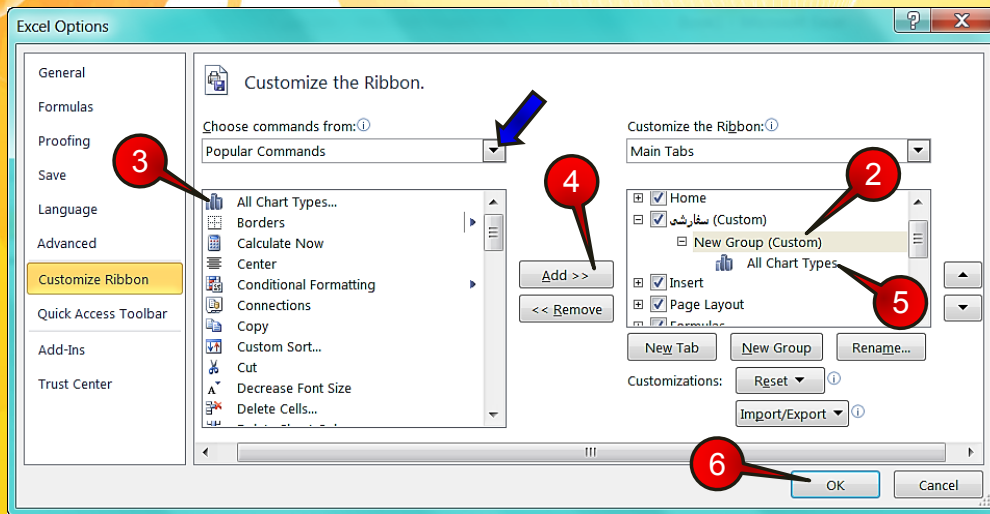 Excel Options
General
Formulas
Proofing
Save
Language
Advanced
Customize Ribbon
Quick Access Toolbar
Add-Ins
Trust Center
Customize the Ribbon.
Choose commands from:
Popular Commands
3
All Chart Types...
Borders
Calculate Now
Center
Conditional Formatting
Connections
Copy
Custom Sort...
Cut
Decrease Font Size
Delete Cells...
4
Add >>
<< Remove
Customize the Ribbon:
Main Tabs
2
Home
سفارشی (Custom)
New Group (Custom)
All Chart Types
5
Insert
Page Layout
Formulas
New Tab
New Group
Rename...
Customizations:
Reset
Import/Export
6
OK
Cancel